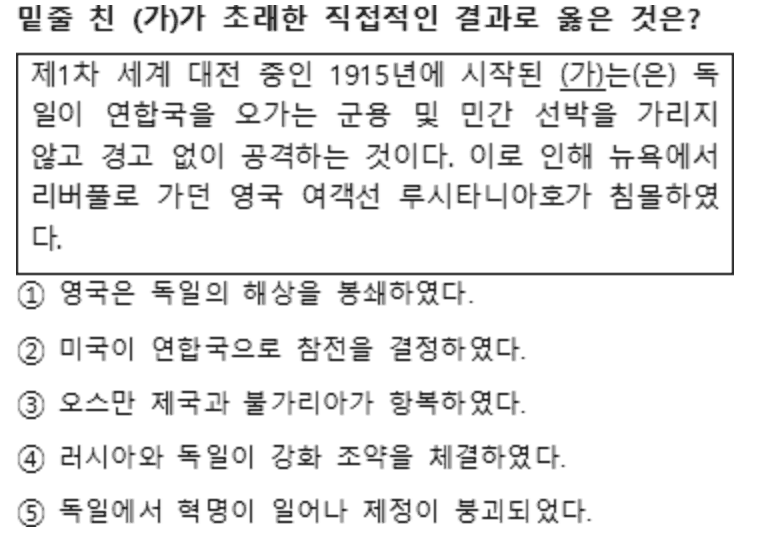 밑줄 친 (가)가 초래한 직접적인 결과로 옳은 것은?
제1차 세계 대전 중인 1915년에 시작된 (가)는(은) 독
일이 연합국을 오가는 군용 및 민간 선박을 가리지
않고 경고 없이 공격하는 것이다. 이로 인해 뉴욕에서
리버풀로 가던 영국 여객선 루시타니아호가 침몰하였
다.
① 영국은 독일의 해상을 봉쇄하였다.
② 미국이 연합국으로 참전을 결정하였다.
③ 오스만 제국과 불가리아가 항복하였다.
④ 러시아와 독일이 강화 조약을 체결하였다.
⑤ 독일에서 혁명이 일어나 제정이 붕괴되었다.